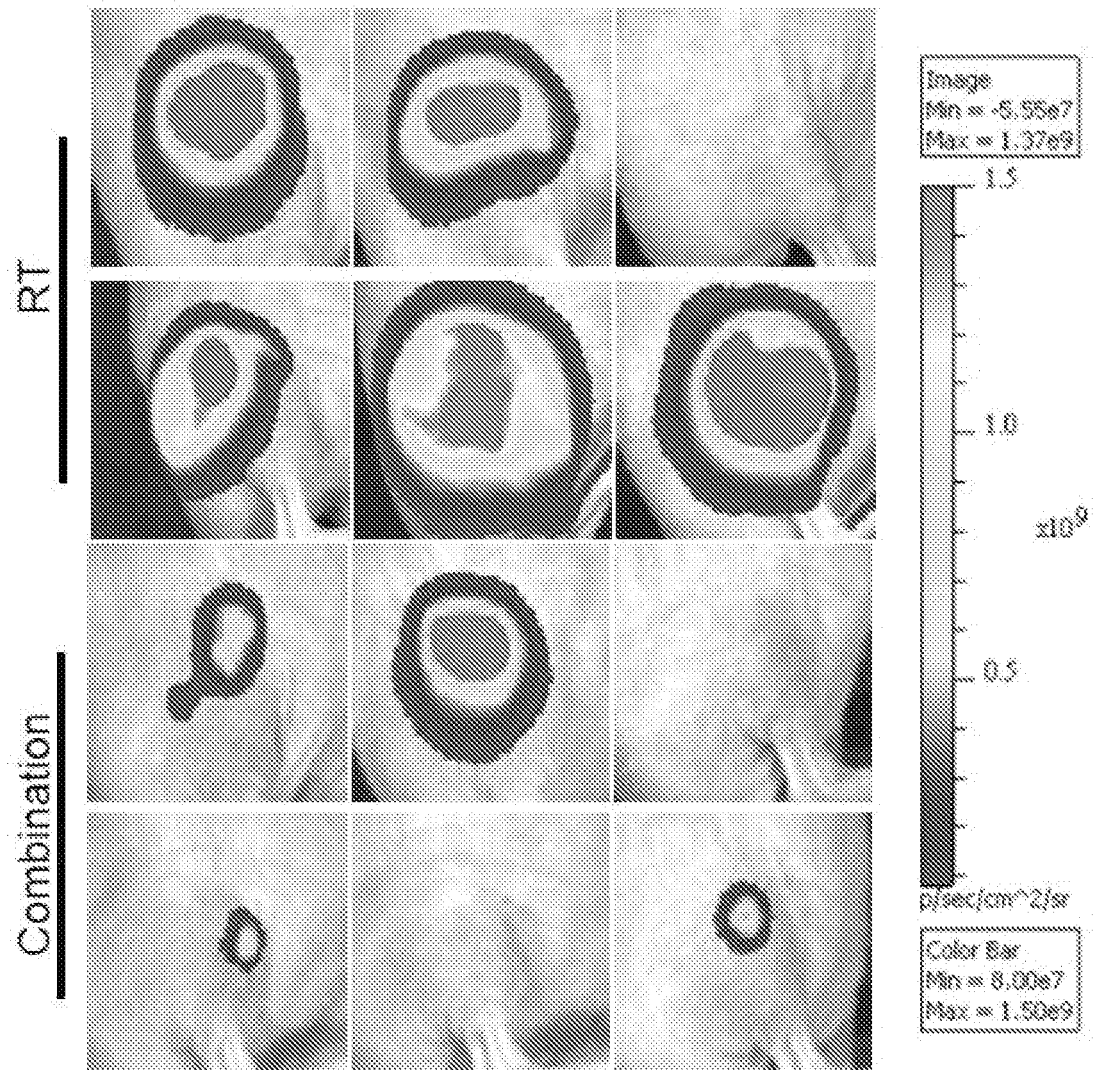 RT
Combination
Image
Min = -5.55e7
Max = 1.37e9
1.5
1.0
x10^9
0.5
p/sec/cm^2/sr
Color Bar
Min = 8.00e7
Max = 1.50e9